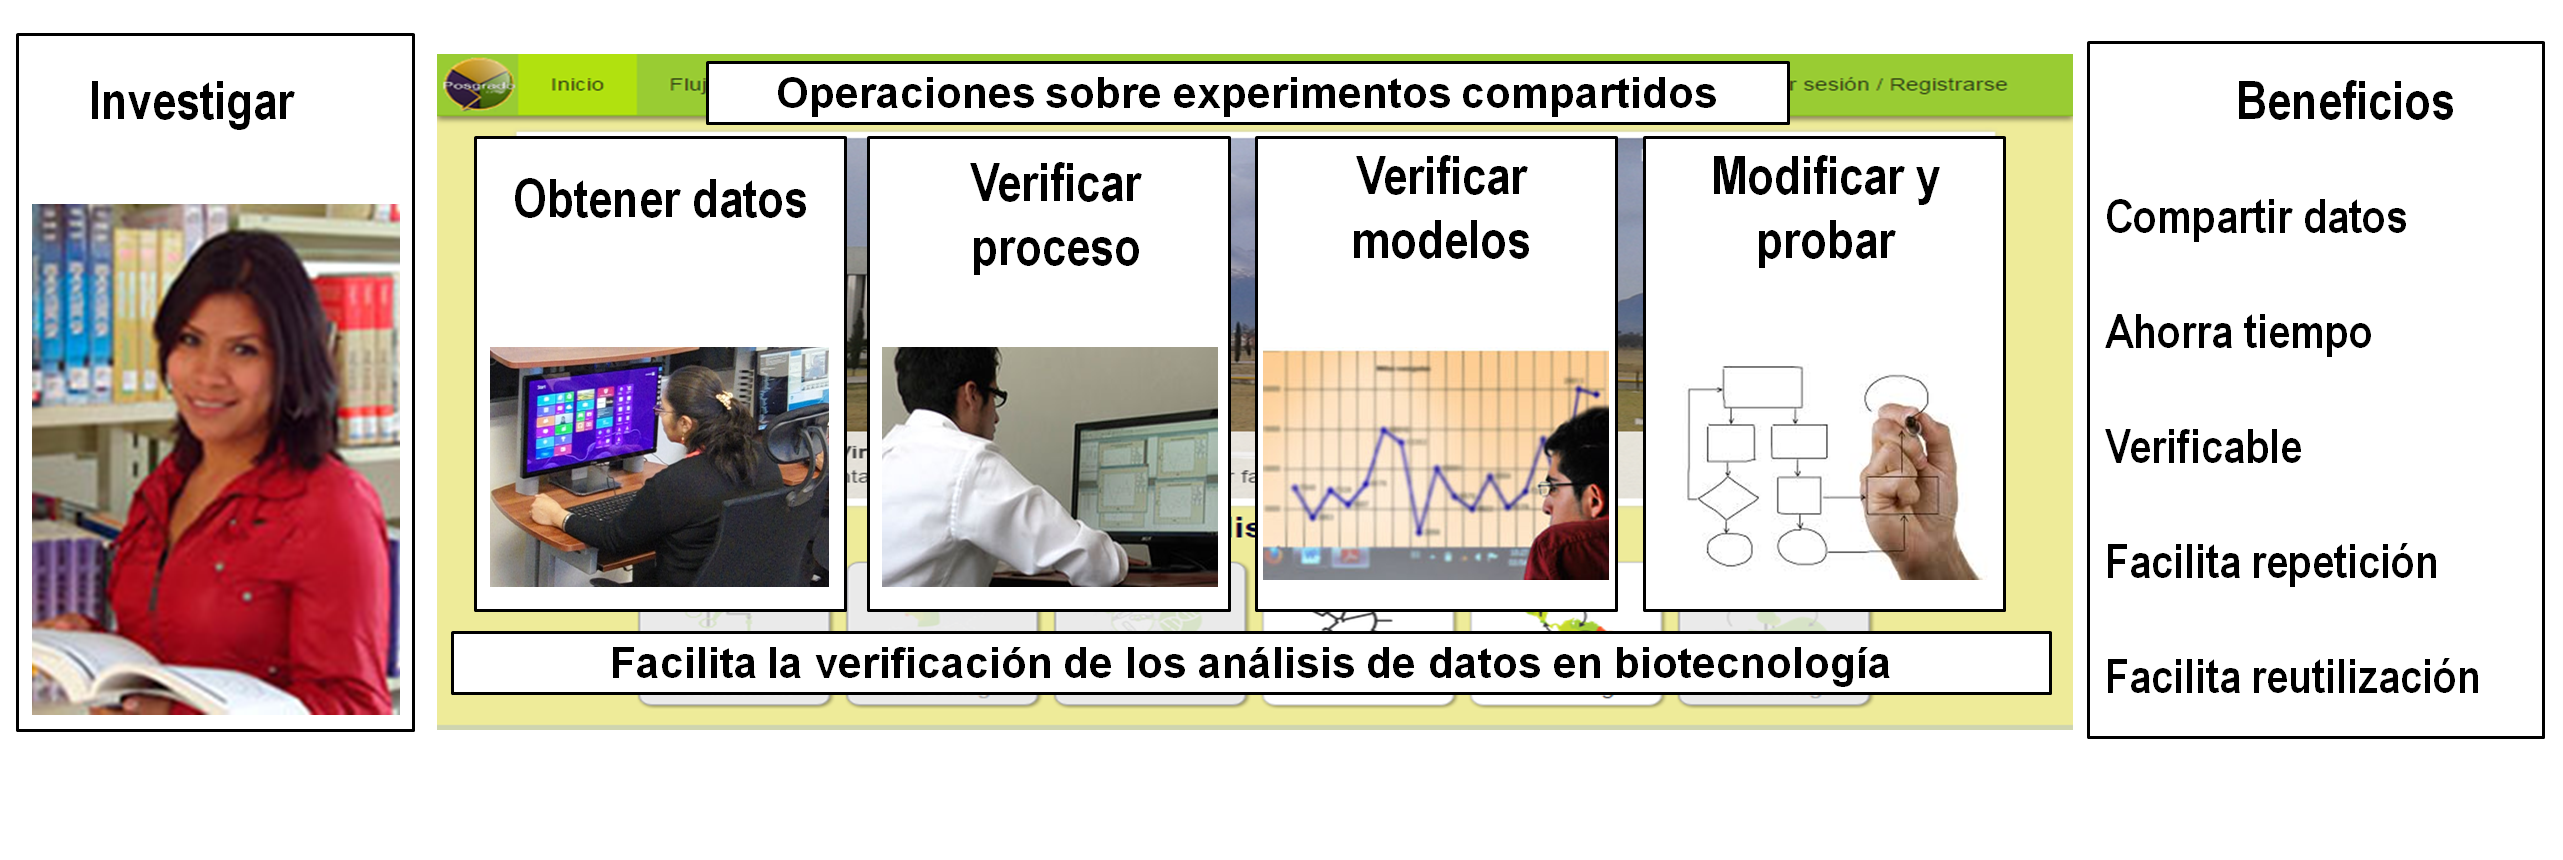 Investigar
Posgrado
Inicio
Operaciones sobre experimentos compartidos
sesión / Registrarse
Obtener datos
Verificar
proceso
Verificar
modelos
Modificar y
probar
Facilita la verificación de los análisis de datos en biotecnología
Beneficios
Compartir datos
Ahorra tiempo
Verificable
Facilita repetición
Facilita reutilización